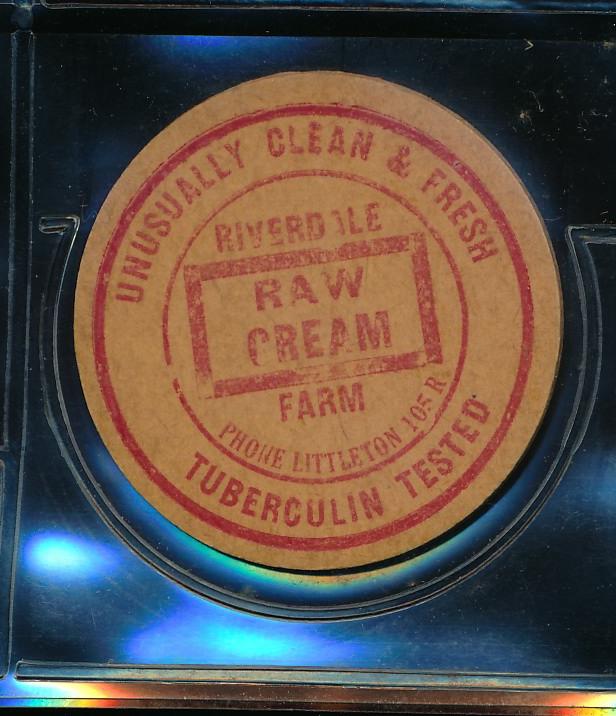 UNUSUALLY CLEAN & FRESH
RIVERDALE
RAW
CREAM
FARM
PHONE LITTLETON 105 R
TUBERCULIN TESTED